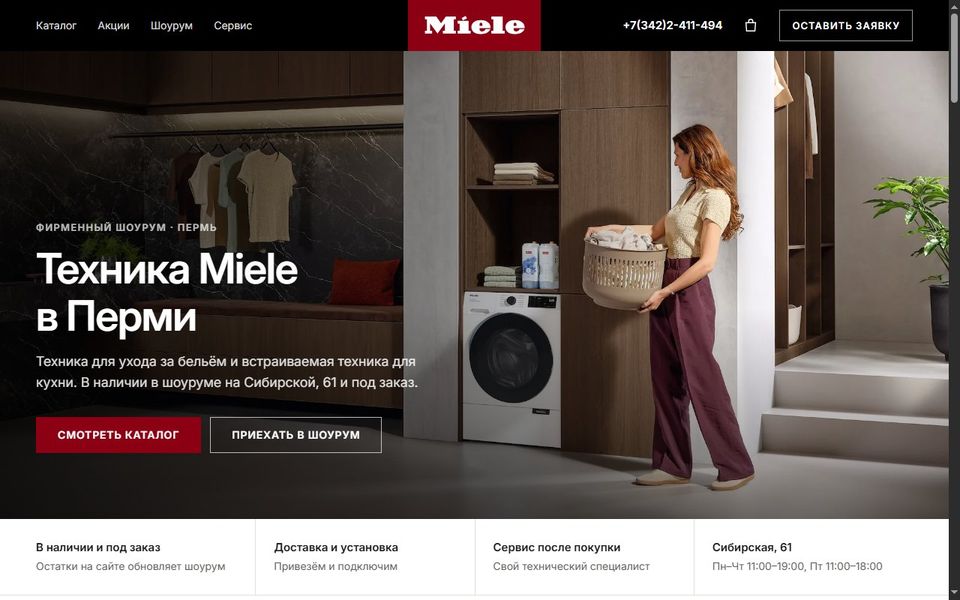 Каталог Акции Шоурум Сервис
Miele
+7(342)2-411-494
ОСТАВИТЬ ЗАЯВКУ
ФИРМЕННЫЙ ШОУРУМ · ПЕРМЬ
Техника Miele
в Перми
Техника для ухода за бельём и встраиваемая техника для
кухни. В наличии в шоуруме на Сибирской, 61 и под заказ.
СМОТРЕТЬ КАТАЛОГ
ПРИЕХАТЬ В ШОУРУМ
В наличии и под заказ
Остатки на сайте обновляет шоурум
Доставка и установка
Привезём и подключим
Сервис после покупки
Свой технический специалист
Сибирская, 61
Пн–Чт 11:00–19:00, Пт 11:00–18:00